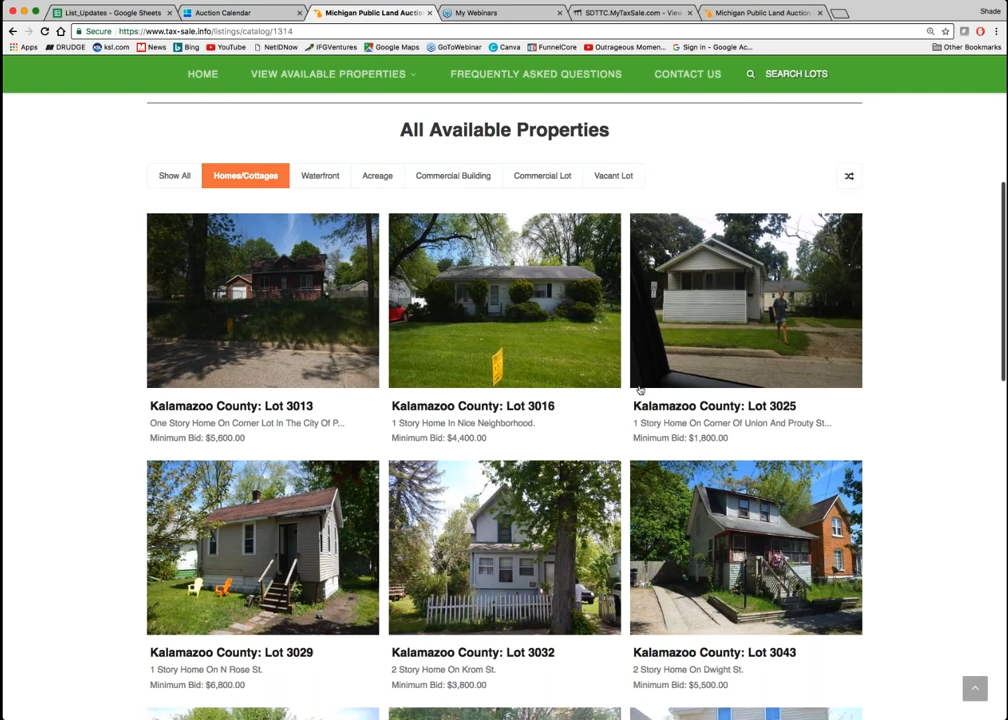 List_Updates - Google Sheets
Auction Calendar
Michigan Public Land Auctio
My Webinars
SDTTC.MyTaxSale.com - View
Michigan Public Land Auction
Shade
Secure https://www.tax-sale.info/listings/catalog/1314
Apps DRUDGE ksl.com News Bing YouTube NetIDNow IFGVentures Google Maps GoToWebinar Canva FunnelCore Outrageous Momen... Sign in - Google Ac... Other Bookmarks
HOME VIEW AVAILABLE PROPERTIES FREQUENTLY ASKED QUESTIONS CONTACT US SEARCH LOTS
All Available Properties
Show All Homes/Cottages Waterfront Acreage Commercial Building Commercial Lot Vacant Lot
Kalamazoo County: Lot 3013
One Story Home On Corner Lot In The City Of P...
Minimum Bid: $5,600.00
Kalamazoo County: Lot 3016
1 Story Home In Nice Neighborhood.
Minimum Bid: $4,400.00
Kalamazoo County: Lot 3025
1 Story Home On Corner Of Union And Prouty St...
Minimum Bid: $1,800.00
Kalamazoo County: Lot 3029
1 Story Home On N Rose St.
Minimum Bid: $6,800.00
Kalamazoo County: Lot 3032
2 Story Home On Krom St.
Minimum Bid: $3,800.00
Kalamazoo County: Lot 3043
2 Story Home On Dwight St.
Minimum Bid: $5,500.00